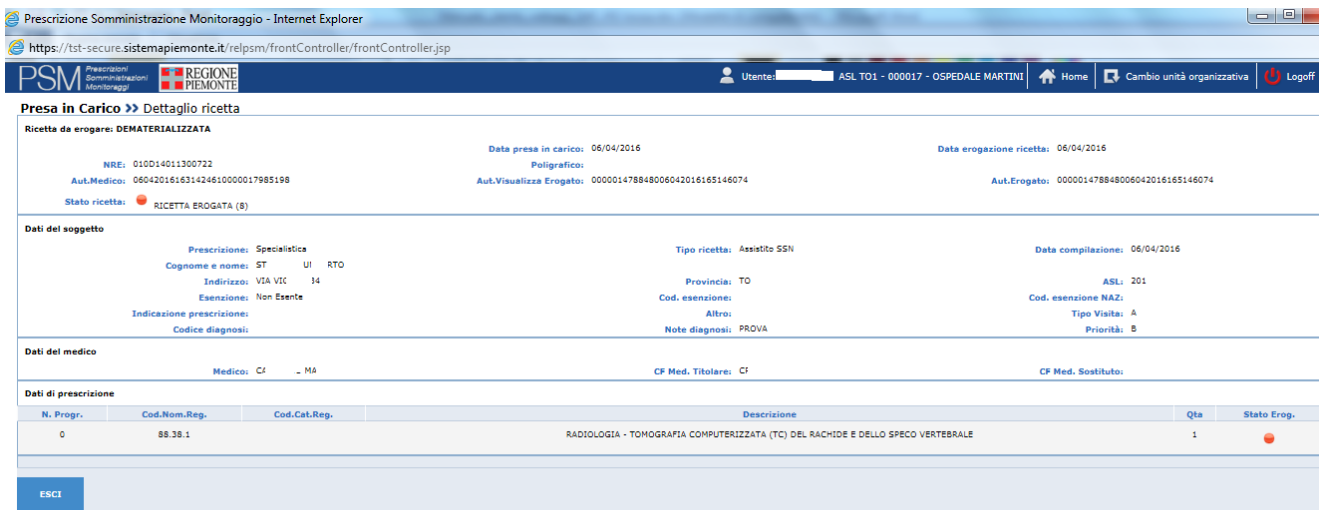 Prescrizione Somministrazione Monitoraggio - Internet Explorer
https://tst-secure.sistemapiemonte.it/relpsm/frontController/frontController.jsp
PSM Prescrizioni Somministrazioni Monitoraggi REGIONE PIEMONTE Utente: ASL TO1 - 000017 - OSPEDALE MARTINI Home Cambio unità organizzativa Logoff
Presa in Carico >> Dettaglio ricetta
Ricetta da erogare: DEMATERIALIZZATA
Data presa in carico: 06/04/2016 Data erogazione ricetta: 06/04/2016
NRE: 010D14011300722 Poligrafico:
Aut.Medico: 060420161631424610000017985198 Aut.Visualizza Erogato: 000001478848006042016165146074 Aut.Erogato: 000001478848006042016165146074
Stato ricetta: RICETTA EROGATA (8)
Dati del soggetto
Prescrizione: Specialistica Tipo ricetta: Assistito SSN Data compilazione: 06/04/2016
Cognome e nome: ST RTO
Indirizzo: VIA Provincia: TO ASL: 201
Esenzione: Non Esente Cod. esenzione: Cod. esenzione NAZ:
Indicazione prescrizione: Altro: Tipo Visita: A
Codice diagnosi: Note diagnosi: PROVA Priorità: B
Dati del medico
Medico: MA CF Med. Titolare: CF Med. Sostituto:
Dati di prescrizione
N. Progr. Cod.Nom.Reg. Cod.Cat.Reg. Descrizione Qta Stato Erog.
0 88.38.1 RADIOLOGIA - TOMOGRAFIA COMPUTERIZZATA (TC) DEL RACHIDE E DELLO SPECO VERTEBRALE 1
ESCI